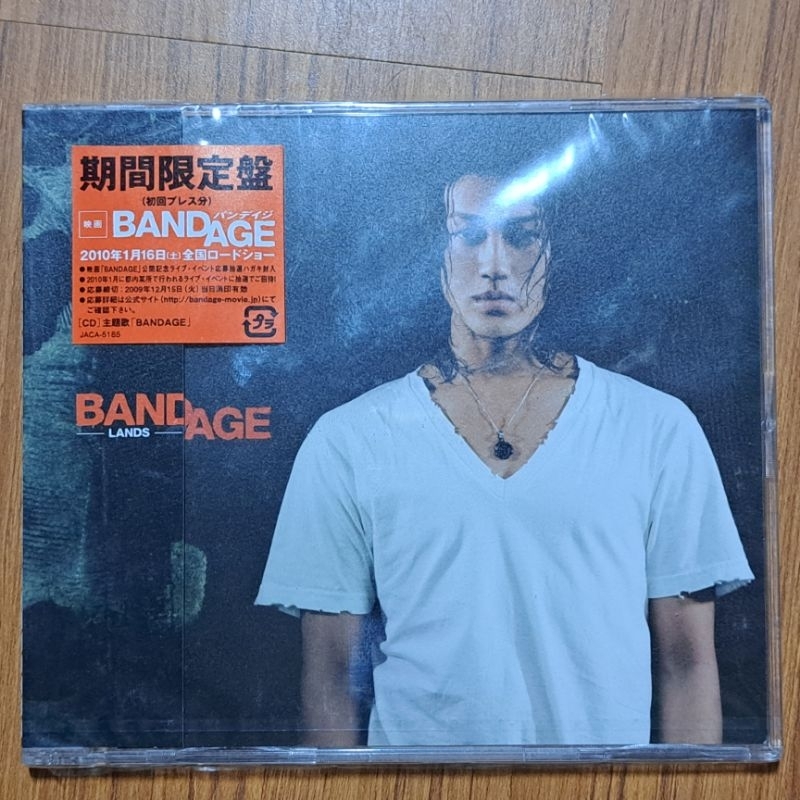 期間限定盤
(初回プレス分)
バンデイジ
映画 BANDAGE
2010年1月16日(土)全国ロードショー
●映画「BANDAGE」公開記念ライブ・イベント応募抽選ハガキ封入
●2010年1月に都内某所で行われるライブ・イベントに抽選でご招待!
●応募締切:2009年12月15日(火)当日消印有効
●応募詳細は公式サイト(http://bandage-movie.jp)にて
ご確認下さい。
[CD]主題歌「BANDAGE」
JACA-5185
タラ
BANDAGE
LANDS